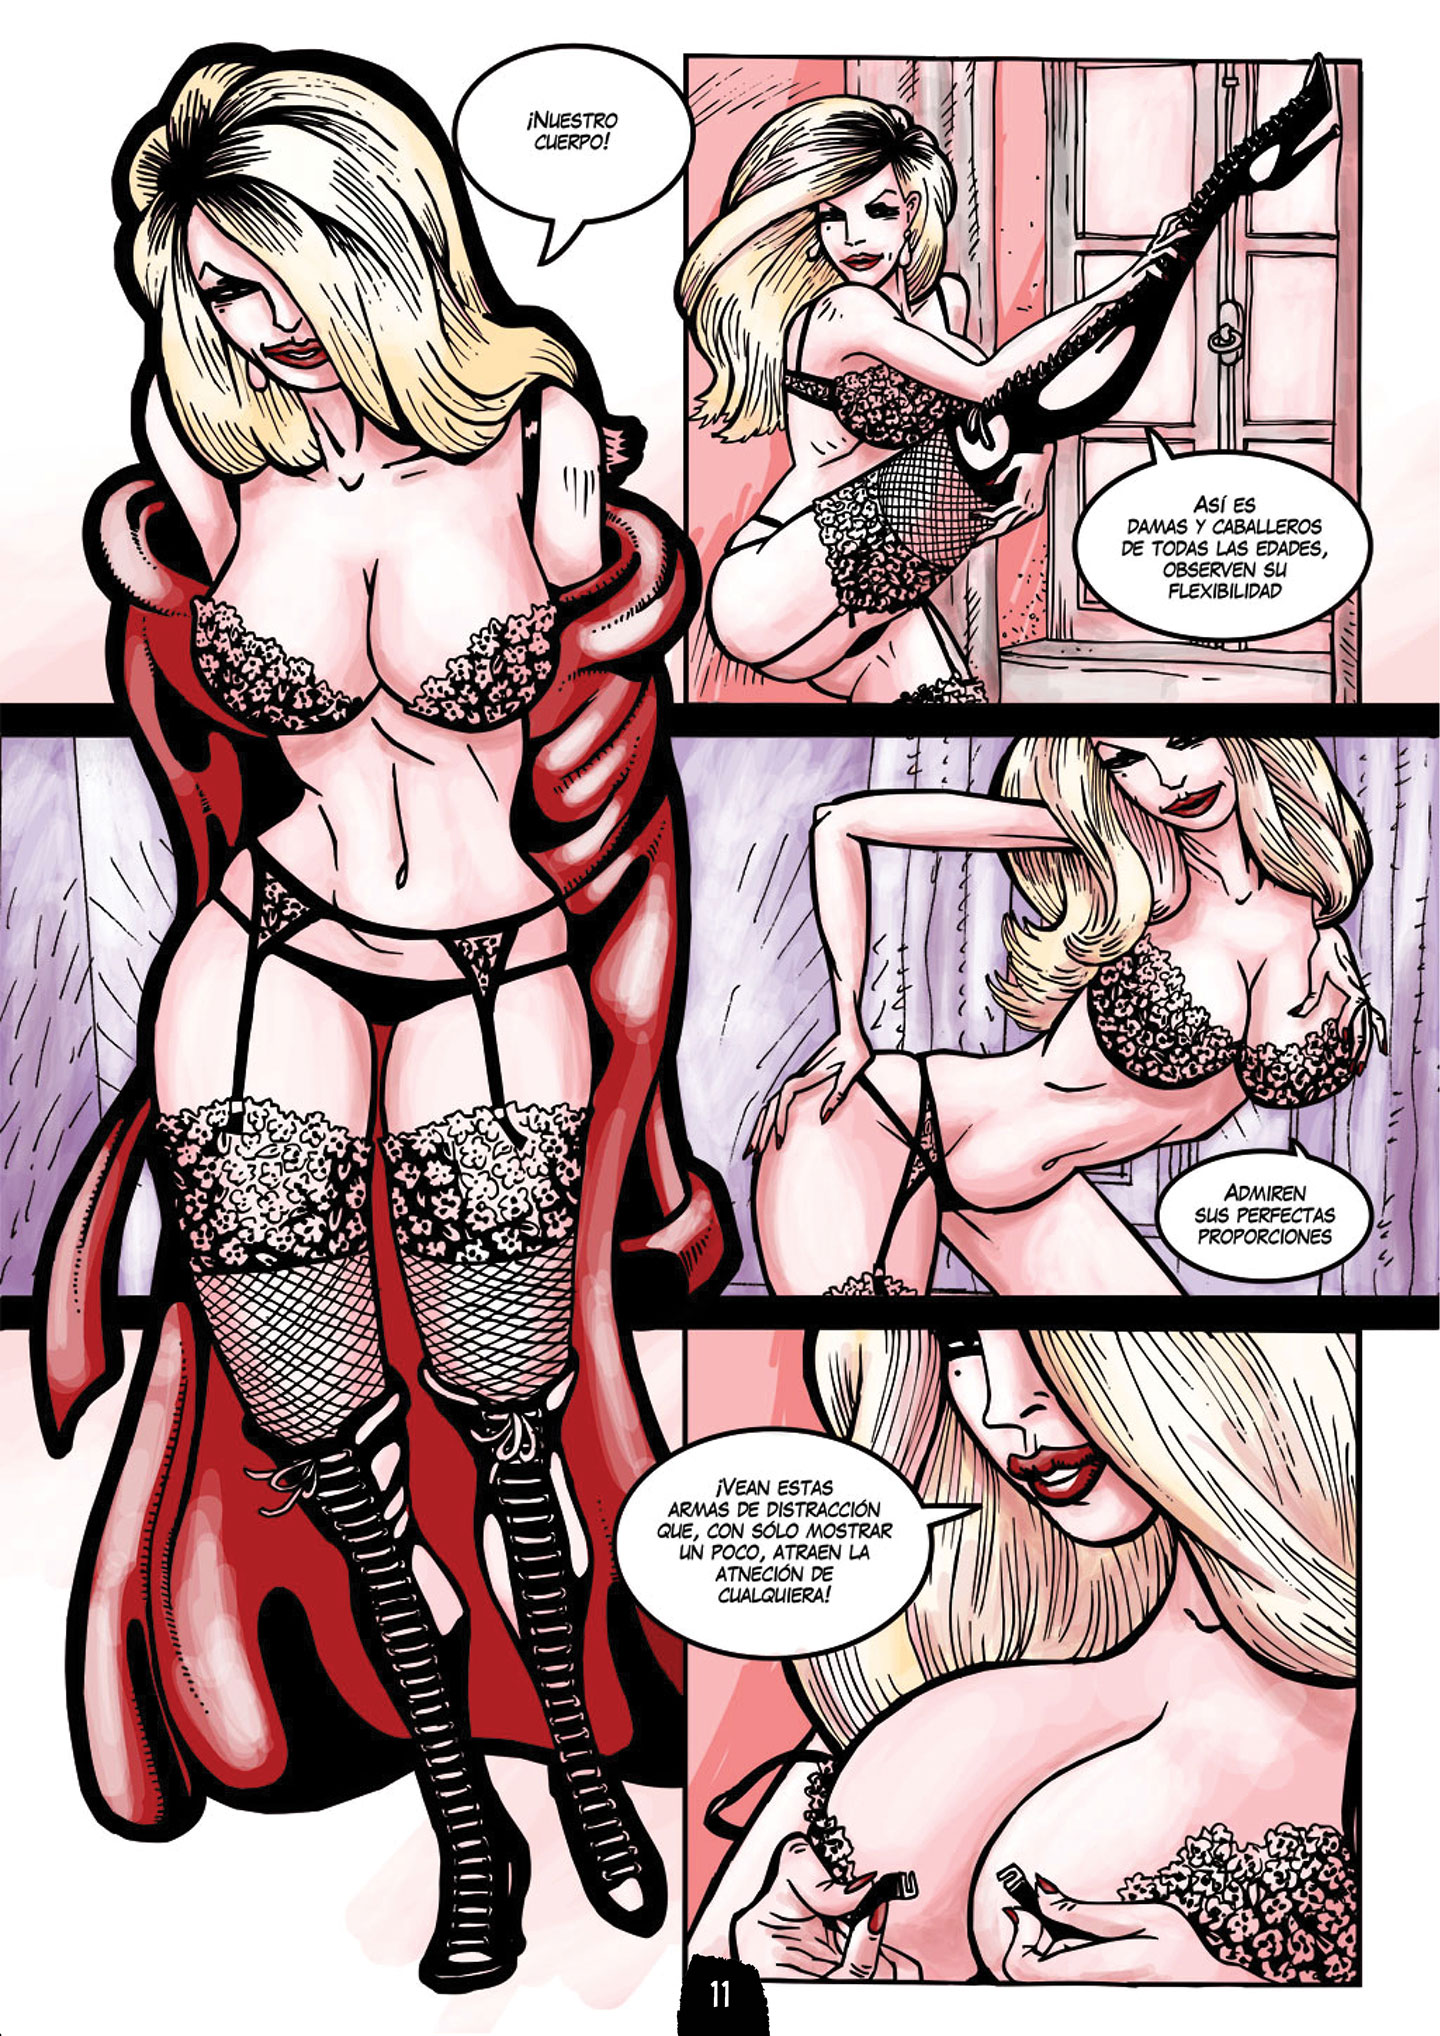 ¡Nuestro
cuerpo!
Así es
damas y caballeros
de todas las edades,
observen su
flexibilidad
Admiren
sus perfectas
proporciones
¡Vean estas
armas de distracción
que, con sólo mostrar
un poco, atraen la
atneción de
cualquiera!
11